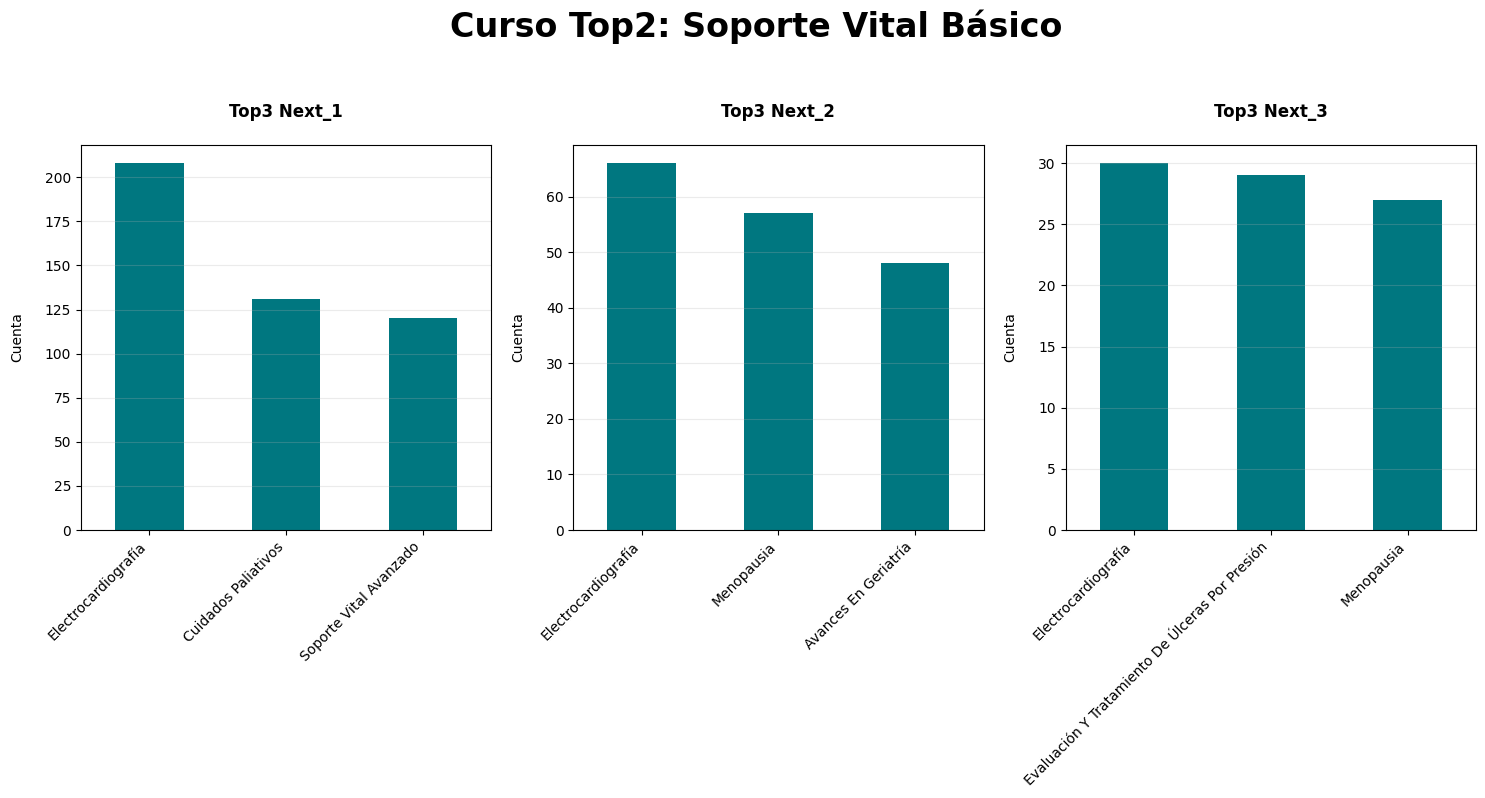 Curso Top2: Soporte Vital Básico
Top3 Next_1
Cuenta
200
175
150
125
100
75
50
25
0
Electrocardiografía
Cuidados Paliativos
Soporte Vital Avanzado
Top3 Next_2
Cuenta
60
50
40
30
20
10
0
Electrocardiografía
Menopausia
Avances En Geriatría
Top3 Next_3
Cuenta
30
25
20
15
10
5
0
Electrocardiografía
Evaluación Y Tratamiento De Úlceras Por Presión
Menopausia